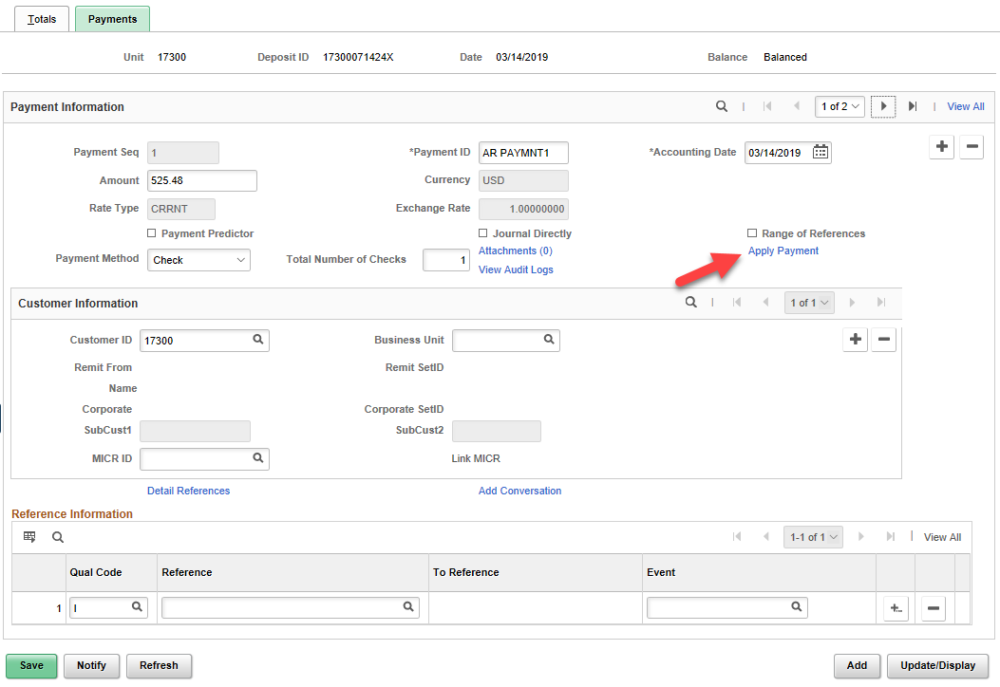 Totals Payments
Unit 17300 Deposit ID 17300071424X Date 03/14/2019 Balance Balanced
Payment Information 1 of 2 View All
Payment Seq 1 *Payment ID AR PAYMNT1 *Accounting Date 03/14/2019
Amount 525.48 Currency USD
Rate Type CRRNT Exchange Rate 1.00000000
Payment Predictor Journal Directly Range of References
Payment Method Check Total Number of Checks 1 Attachments (0) Apply Payment
View Audit Logs
Customer Information 1 of 1
Customer ID 17300 Business Unit
Remit From Remit SetID
Name
Corporate Corporate SetID
SubCust1 SubCust2
MICR ID Link MICR
Detail References Add Conversation
Reference Information
1-1 of 1 View All
Qual Code Reference To Reference Event
1 I
Save Notify Refresh Add Update/Display